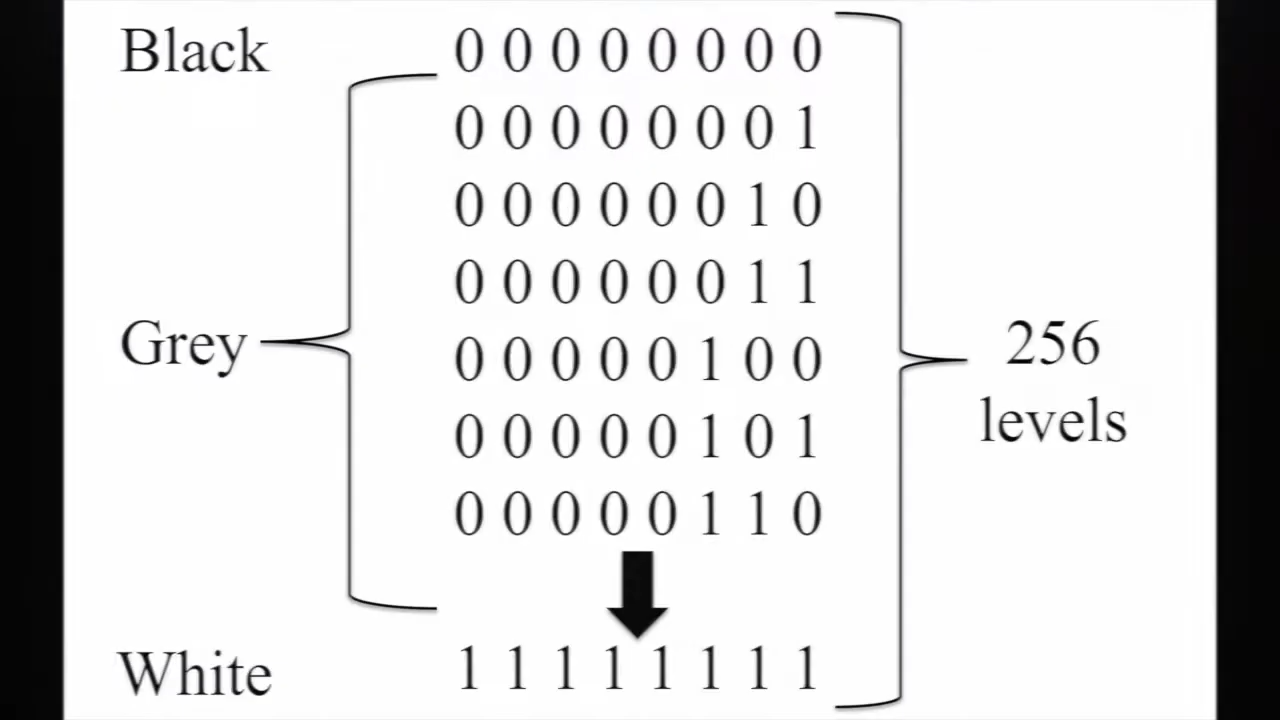 Black 0 0 0 0 0 0 0 0
0 0 0 0 0 0 0 1
0 0 0 0 0 0 1 0
0 0 0 0 0 0 1 1
Grey 0 0 0 0 0 1 0 0 256
levels
0 0 0 0 0 1 0 1
0 0 0 0 0 1 1 0
White 1 1 1 1 1 1 1 1